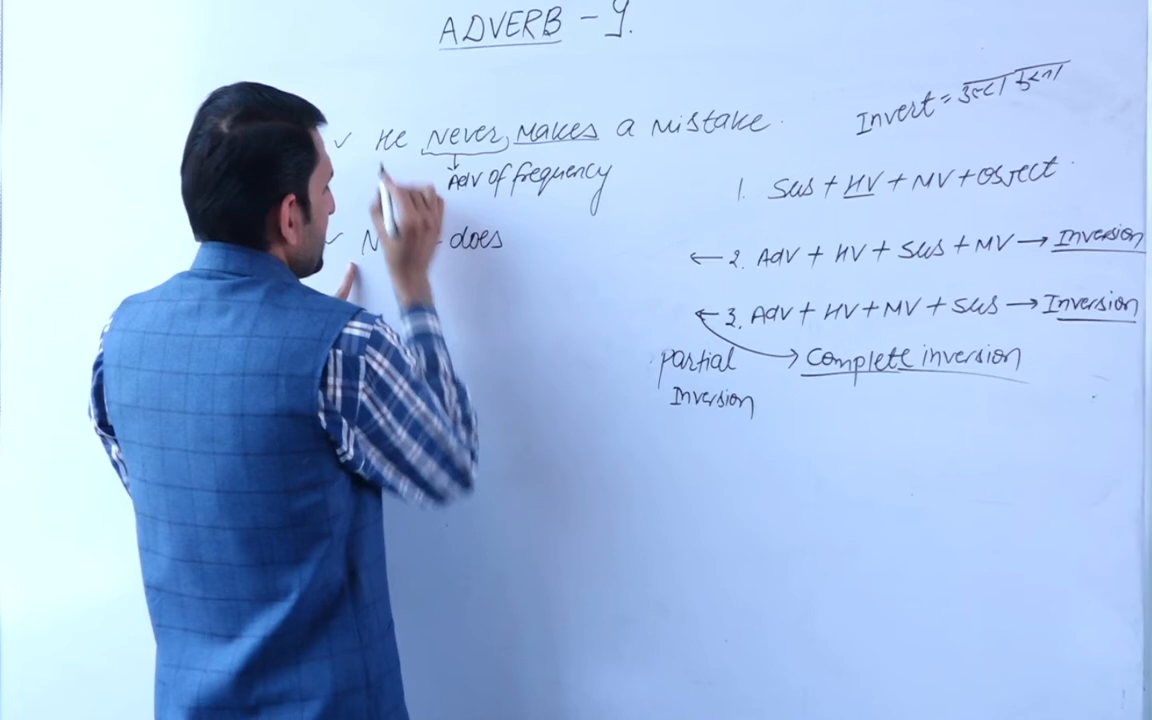 ADVERB - 9.
✓ He Never makes a mistake.
Adv of frequency
✓ does
Invert = उल्टा करना
1. Sub + HV + MV + Object
← 2. Adv + HV + Sub + MV → Inversion
← 3. Adv + HV + MV + Sub → Inversion
partial Inversion
→ Complete inversion